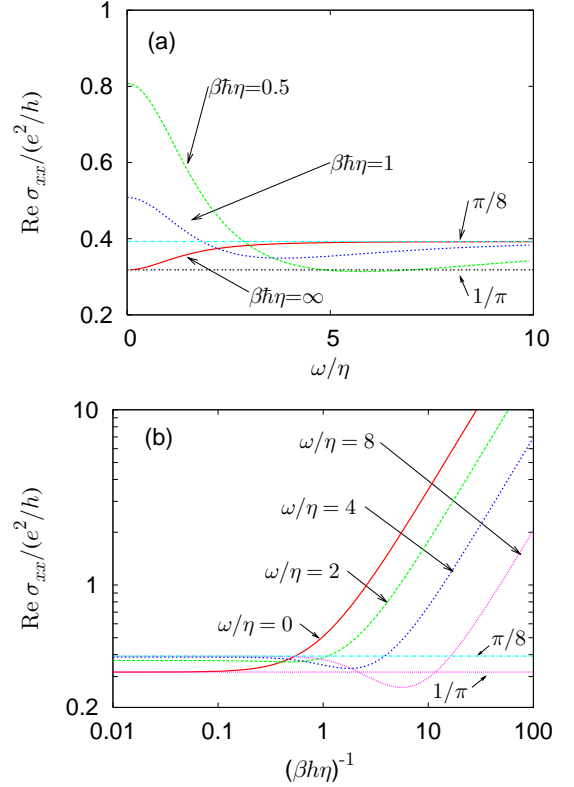 (a)
1
0.8
0.6
0.4
0.2
Re σxx/(e²/h)
βħη=0.5
βħη=1
π/8
βħη=∞
1/π
0
5
10
ω/η
(b)
10
1
0.2
Re σxx/(e²/h)
ω/η = 8
ω/η = 4
ω/η = 2
ω/η = 0
π/8
1/π
0.01
0.1
1
10
100
(βhη)⁻¹